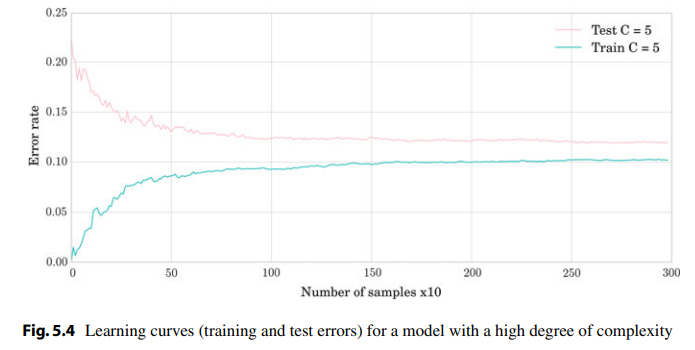 0.25
Test C = 5
Train C = 5
0.20
0.15
Error rate
0.10
0.05
0.00
0 50 100 150 200 250 300
Number of samples x10
Fig. 5.4 Learning curves (training and test errors) for a model with a high degree of complexity